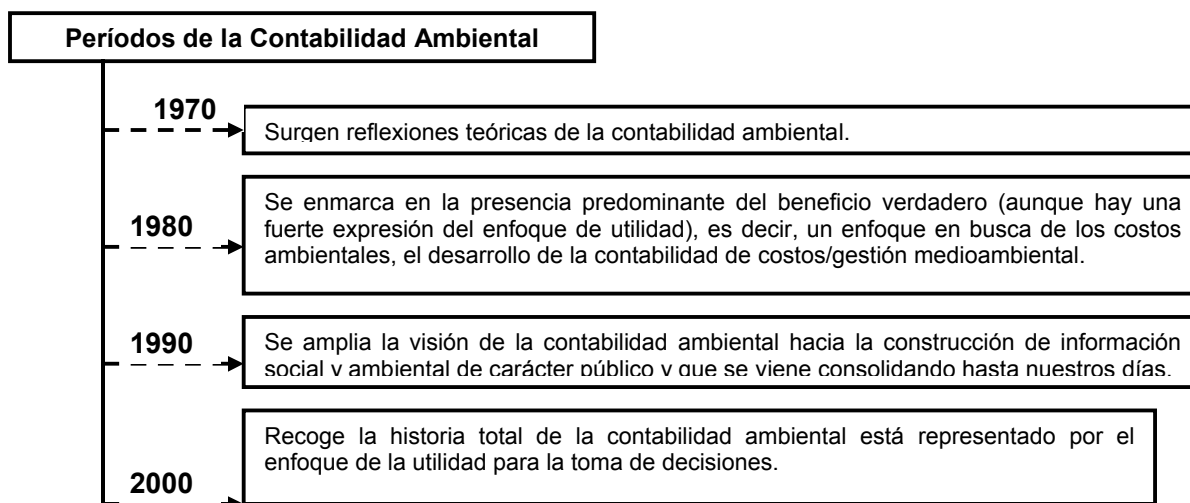 Períodos de la Contabilidad Ambiental
1970
Surgen reflexiones teóricas de la contabilidad ambiental.
1980
Se enmarca en la presencia predominante del beneficio verdadero (aunque hay una
fuerte expresión del enfoque de utilidad), es decir, un enfoque en busca de los costos
ambientales, el desarrollo de la contabilidad de costos/gestión medioambiental.
1990
Se amplia la visión de la contabilidad ambiental hacia la construcción de información
social y ambiental de carácter público y que se viene consolidando hasta nuestros días.
2000
Recoge la historia total de la contabilidad ambiental está representado por el
enfoque de la utilidad para la toma de decisiones.